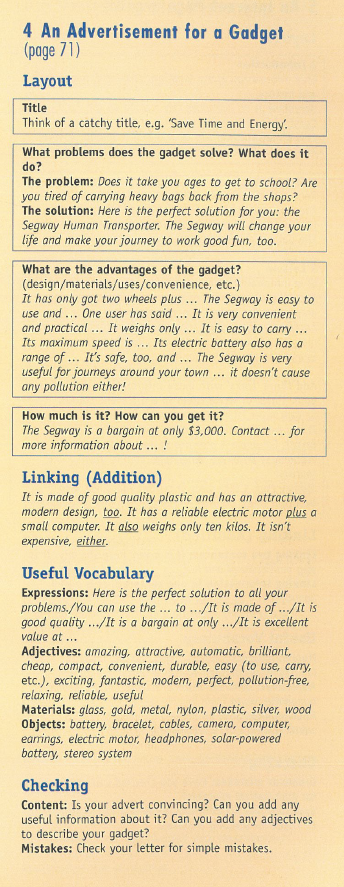 4 An Advertisement for a Gadget
(page 71)
Layout
Title
Think of a catchy title, e.g. 'Save Time and Energy'.
What problems does the gadget solve? What does it
do?
The problem: Does it take you ages to get to school? Are
you tired of carrying heavy bags back from the shops?
The solution: Here is the perfect solution for you: the
Segway Human Transporter. The Segway will change your
life and make your journey to work good fun, too.
What are the advantages of the gadget?
(design/materials/uses/convenience, etc.)
It has only got two wheels plus ... The Segway is easy to
use and ... One user has said ... It is very convenient
and practical ... It weighs only ... It is easy to carry ...
Its maximum speed is ... Its electric battery also has a
range of ... It's safe, too, and ... The Segway is very
useful for journeys around your town ... it doesn't cause
any pollution either!
How much is it? How can you get it?
The Segway is a bargain at only $3,000. Contact ... for
more information about ... !
Linking (Addition)
It is made of good quality plastic and has an attractive,
modern design, too. It has a reliable electric motor plus a
small computer. It also weighs only ten kilos. It isn't
expensive, either.
Useful Vocabulary
Expressions: Here is the perfect solution to all your
problems./You can use the ... to .../It is made of .../It is
good quality .../It is a bargain at only .../It is excellent
value at ...
Adjectives: amazing, attractive, automatic, brilliant,
cheap, compact, convenient, durable, easy (to use, carry,
etc.), exciting, fantastic, modern, perfect, pollution-free,
relaxing, reliable, useful
Materials: glass, gold, metal, nylon, plastic, silver, wood
Objects: battery, bracelet, cables, camera, computer,
earrings, electric motor, headphones, solar-powered
battery, stereo system
Checking
Content: Is your advert convincing? Can you add any
useful information about it? Can you add any adjectives
to describe your gadget?
Mistakes: Check your letter for simple mistakes.